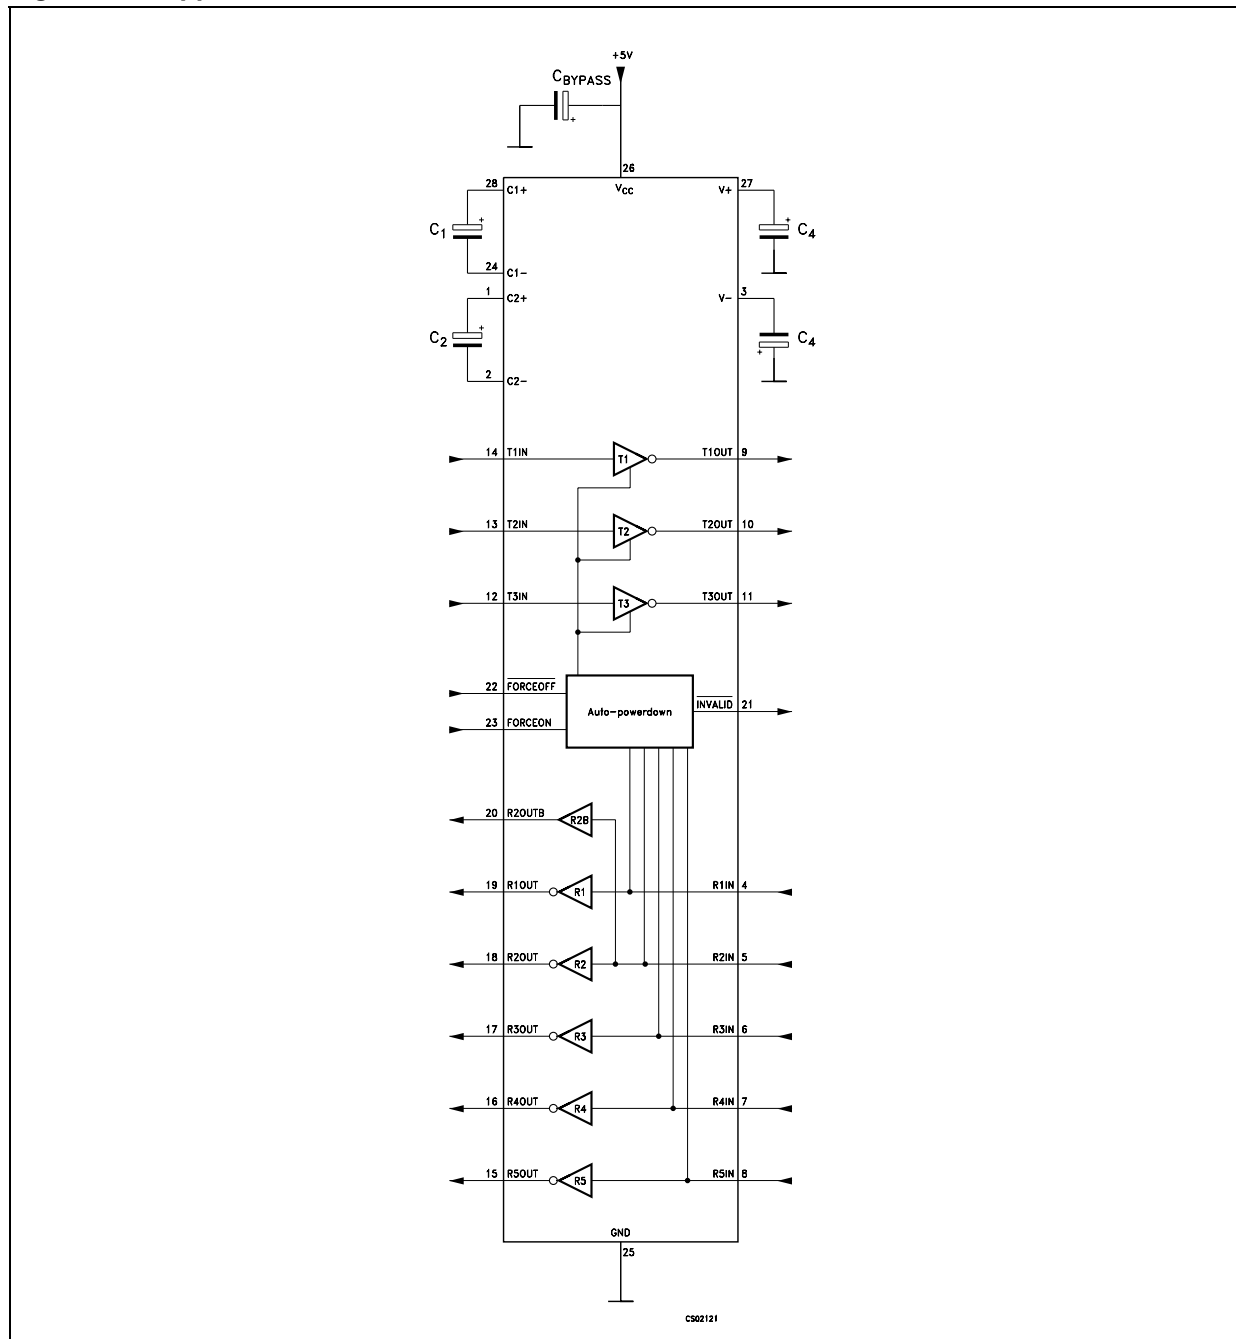 +5V
CBYPASS
+
26
VCC
28 C1+
V+ 27
C1 +
+ C4
24 C1-
1 C2+
V- 3
C2 +
+ C4
2 C2-
14 T1IN T1 T1OUT 9
13 T2IN T2 T2OUT 10
12 T3IN T3 T3OUT 11
22 FORCEOFF
Auto-powerdown
INVALID 21
23 FORCEON
20 R2OUTB R2B
19 R1OUT R1 R1IN 4
18 R2OUT R2 R2IN 5
17 R3OUT R3 R3IN 6
16 R4OUT R4 R4IN 7
15 R5OUT R5 R5IN 8
GND
25